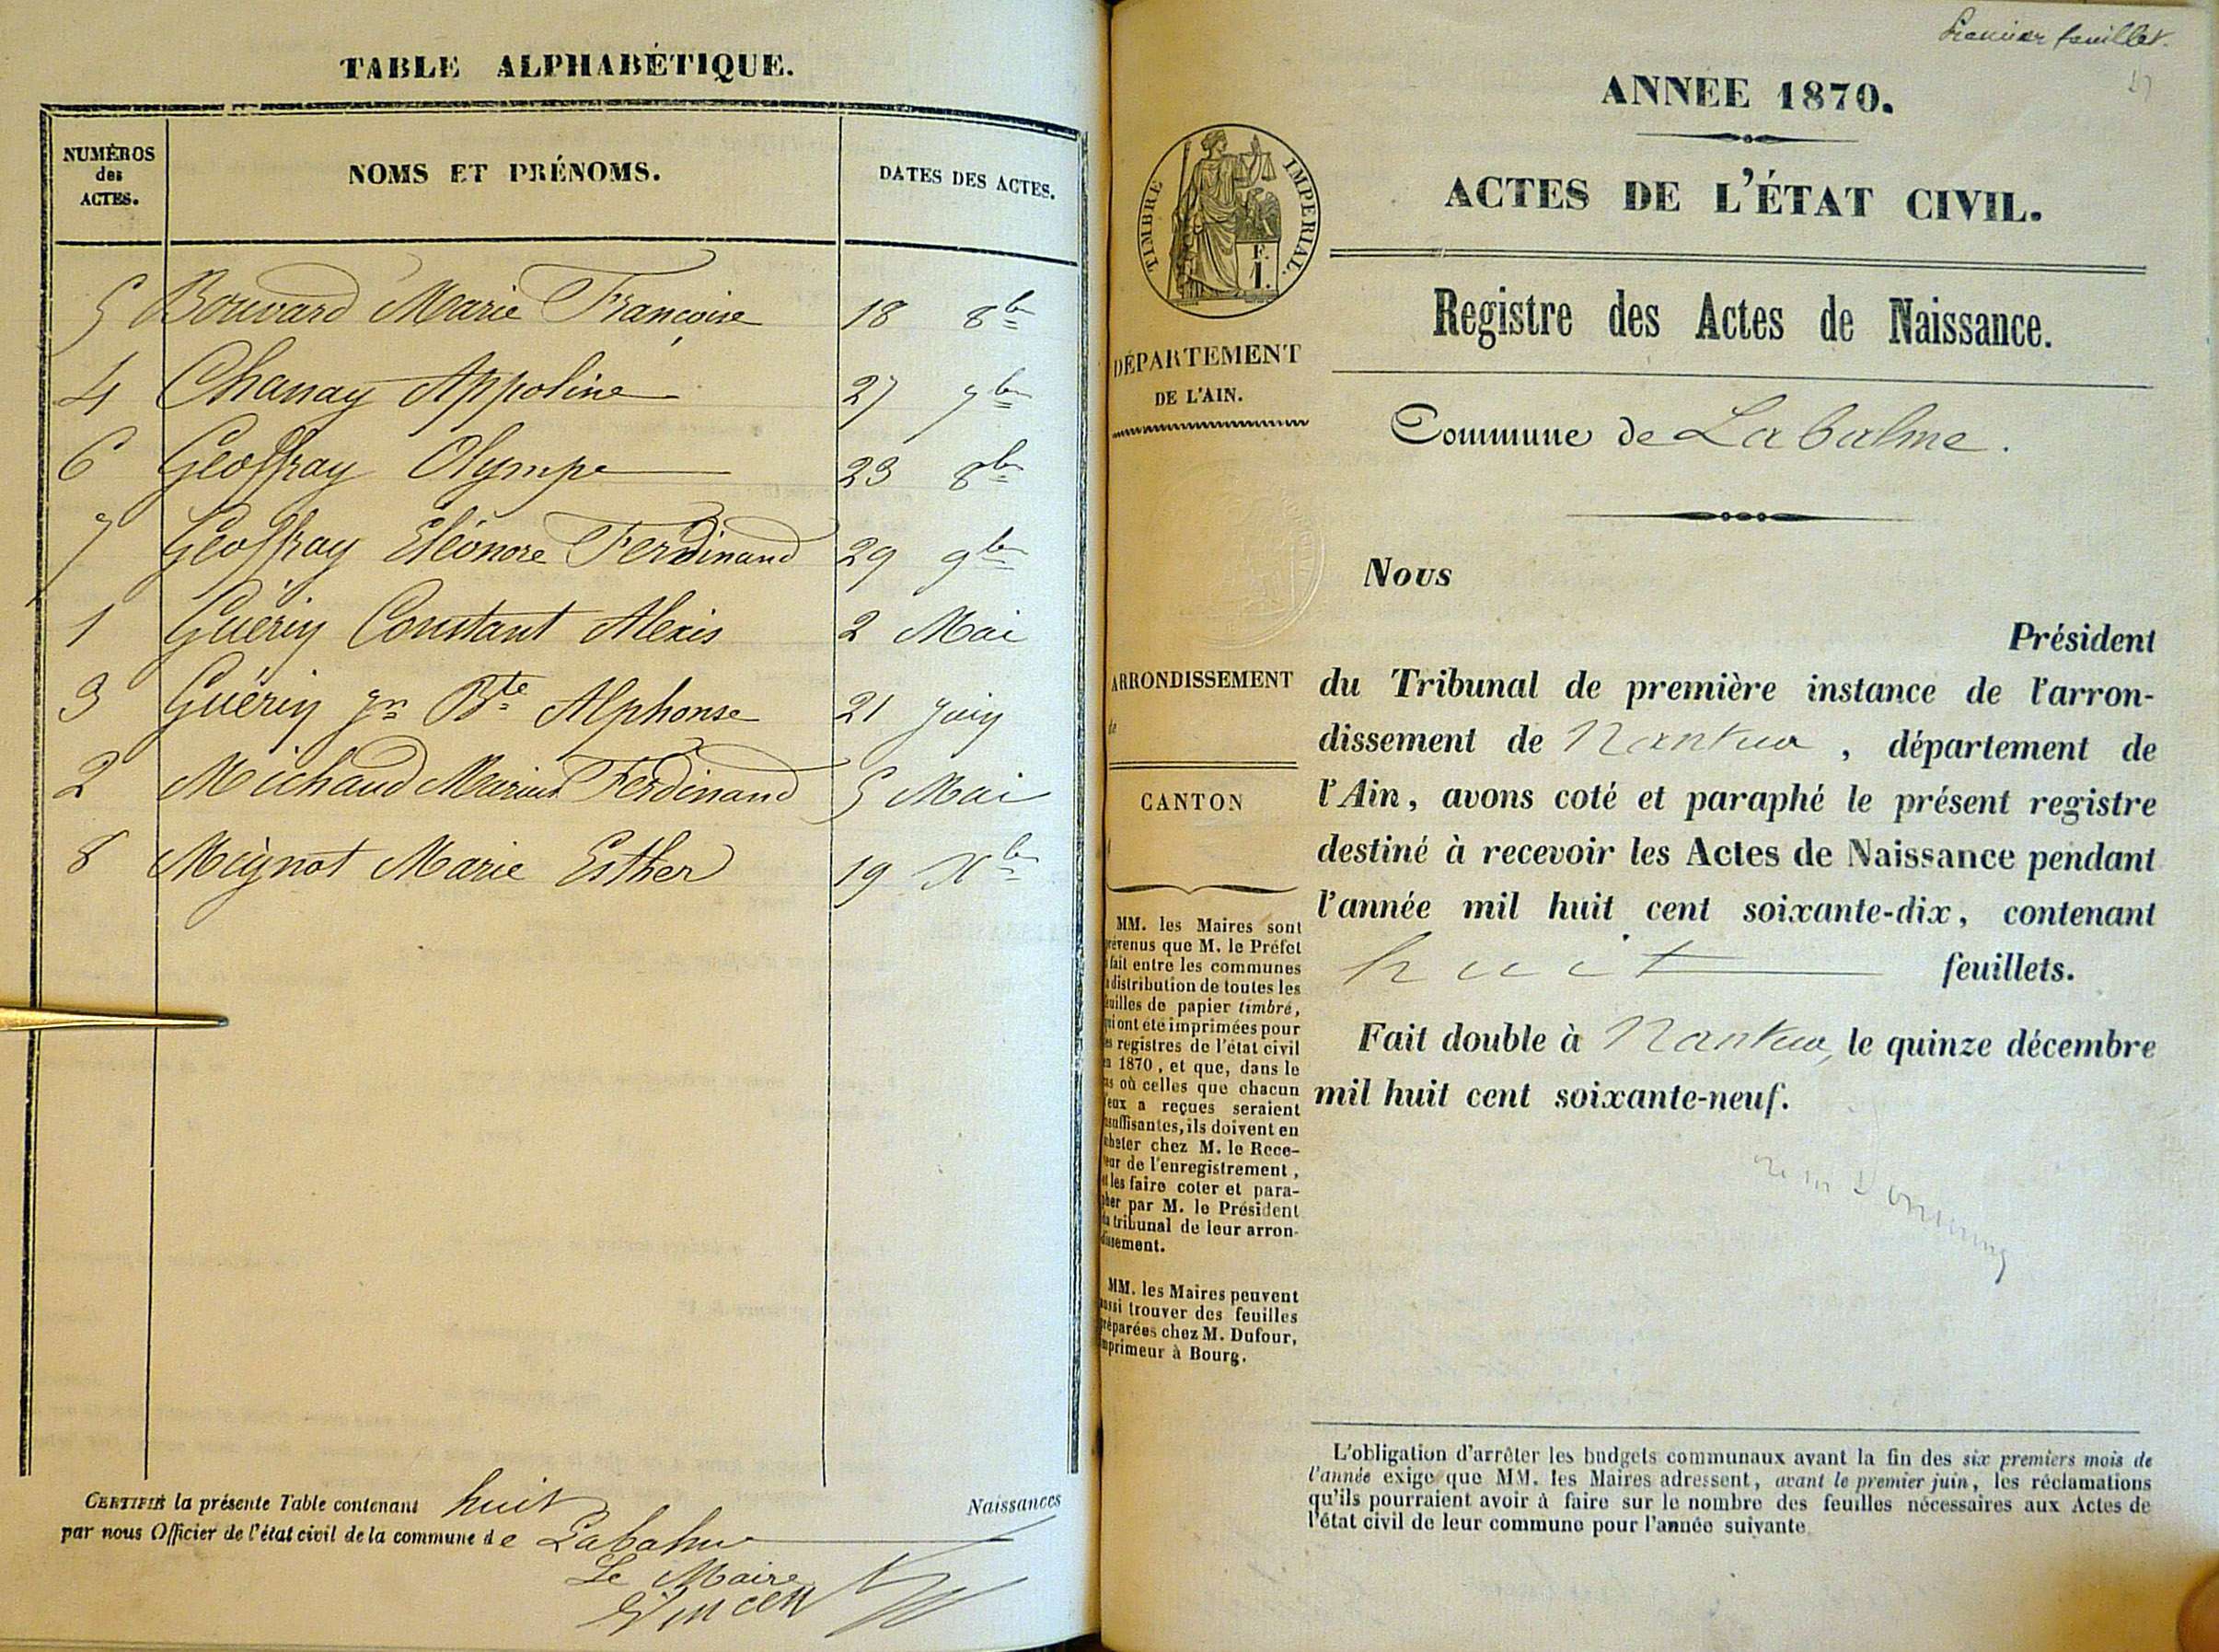 TABLE ALPHABÉTIQUE.
NUMÉROS
des
ACTES.
NOMS ET PRÉNOMS.
DATES DES ACTES.
5 Bouvard Marie Françoise 18 8bre
4 Chanay Appoline 27 7bre
6 Geoffray Olympe 23 8bre
7 Geoffray Eléonore Ferdinand 29 9bre
1 Guérin Constant Alexis 2 Mai
3 Guérin Jn Bte Alphonse 21 Juin
2 Michaud Marius Ferdinand 5 Mai
8 Mignot Marie Esther 19 Xbre
CERTIFIÉ la présente Table contenant huit Naissances
par nous Officier de l'état civil de la commune de Labalme
Le Maire
Vincent
Premier feuillet.
ANNÉE 1870.
ACTES DE L'ÉTAT CIVIL.
TIMBRE IMPERIAL.
F.
1.
Registre des Actes de Naissance.
DÉPARTEMENT
DE L'AIN.
Commune de Labalme.
Nous
Président
ARRONDISSEMENT
de
CANTON
du Tribunal de première instance de l'arron-
dissement de Nantua, département de
l'Ain, avons coté et paraphé le présent registre
destiné à recevoir les Actes de Naissance pendant
l'année mil huit cent soixante-dix, contenant
huit feuillets.
Fait double à Nantua, le quinze décembre
mil huit cent soixante-neuf.
MM. les Maires sont
prévenus que M. le Préfet
a fait entre les communes
la distribution de toutes les
feuilles de papier timbré,
qui ont été imprimées pour
les registres de l'état civil
en 1870, et que, dans le
cas où celles que chacun
d'eux a reçues seraient
insuffisantes, ils doivent en
acheter chez M. le Rece-
veur de l'enregistrement,
et les faire coter et para-
pher par M. le Président
du tribunal de leur arron-
dissement.
MM. les Maires peuvent
aussi trouver des feuilles
préparées chez M. Dufour,
imprimeur à Bourg.
L'obligation d'arrêter les budgets communaux avant la fin des six premiers mois de
l'année exige que MM. les Maires adressent, avant le premier juin, les réclamations
qu'ils pourraient avoir à faire sur le nombre des feuilles nécessaires aux Actes de
l'état civil de leur commune pour l'année suivante